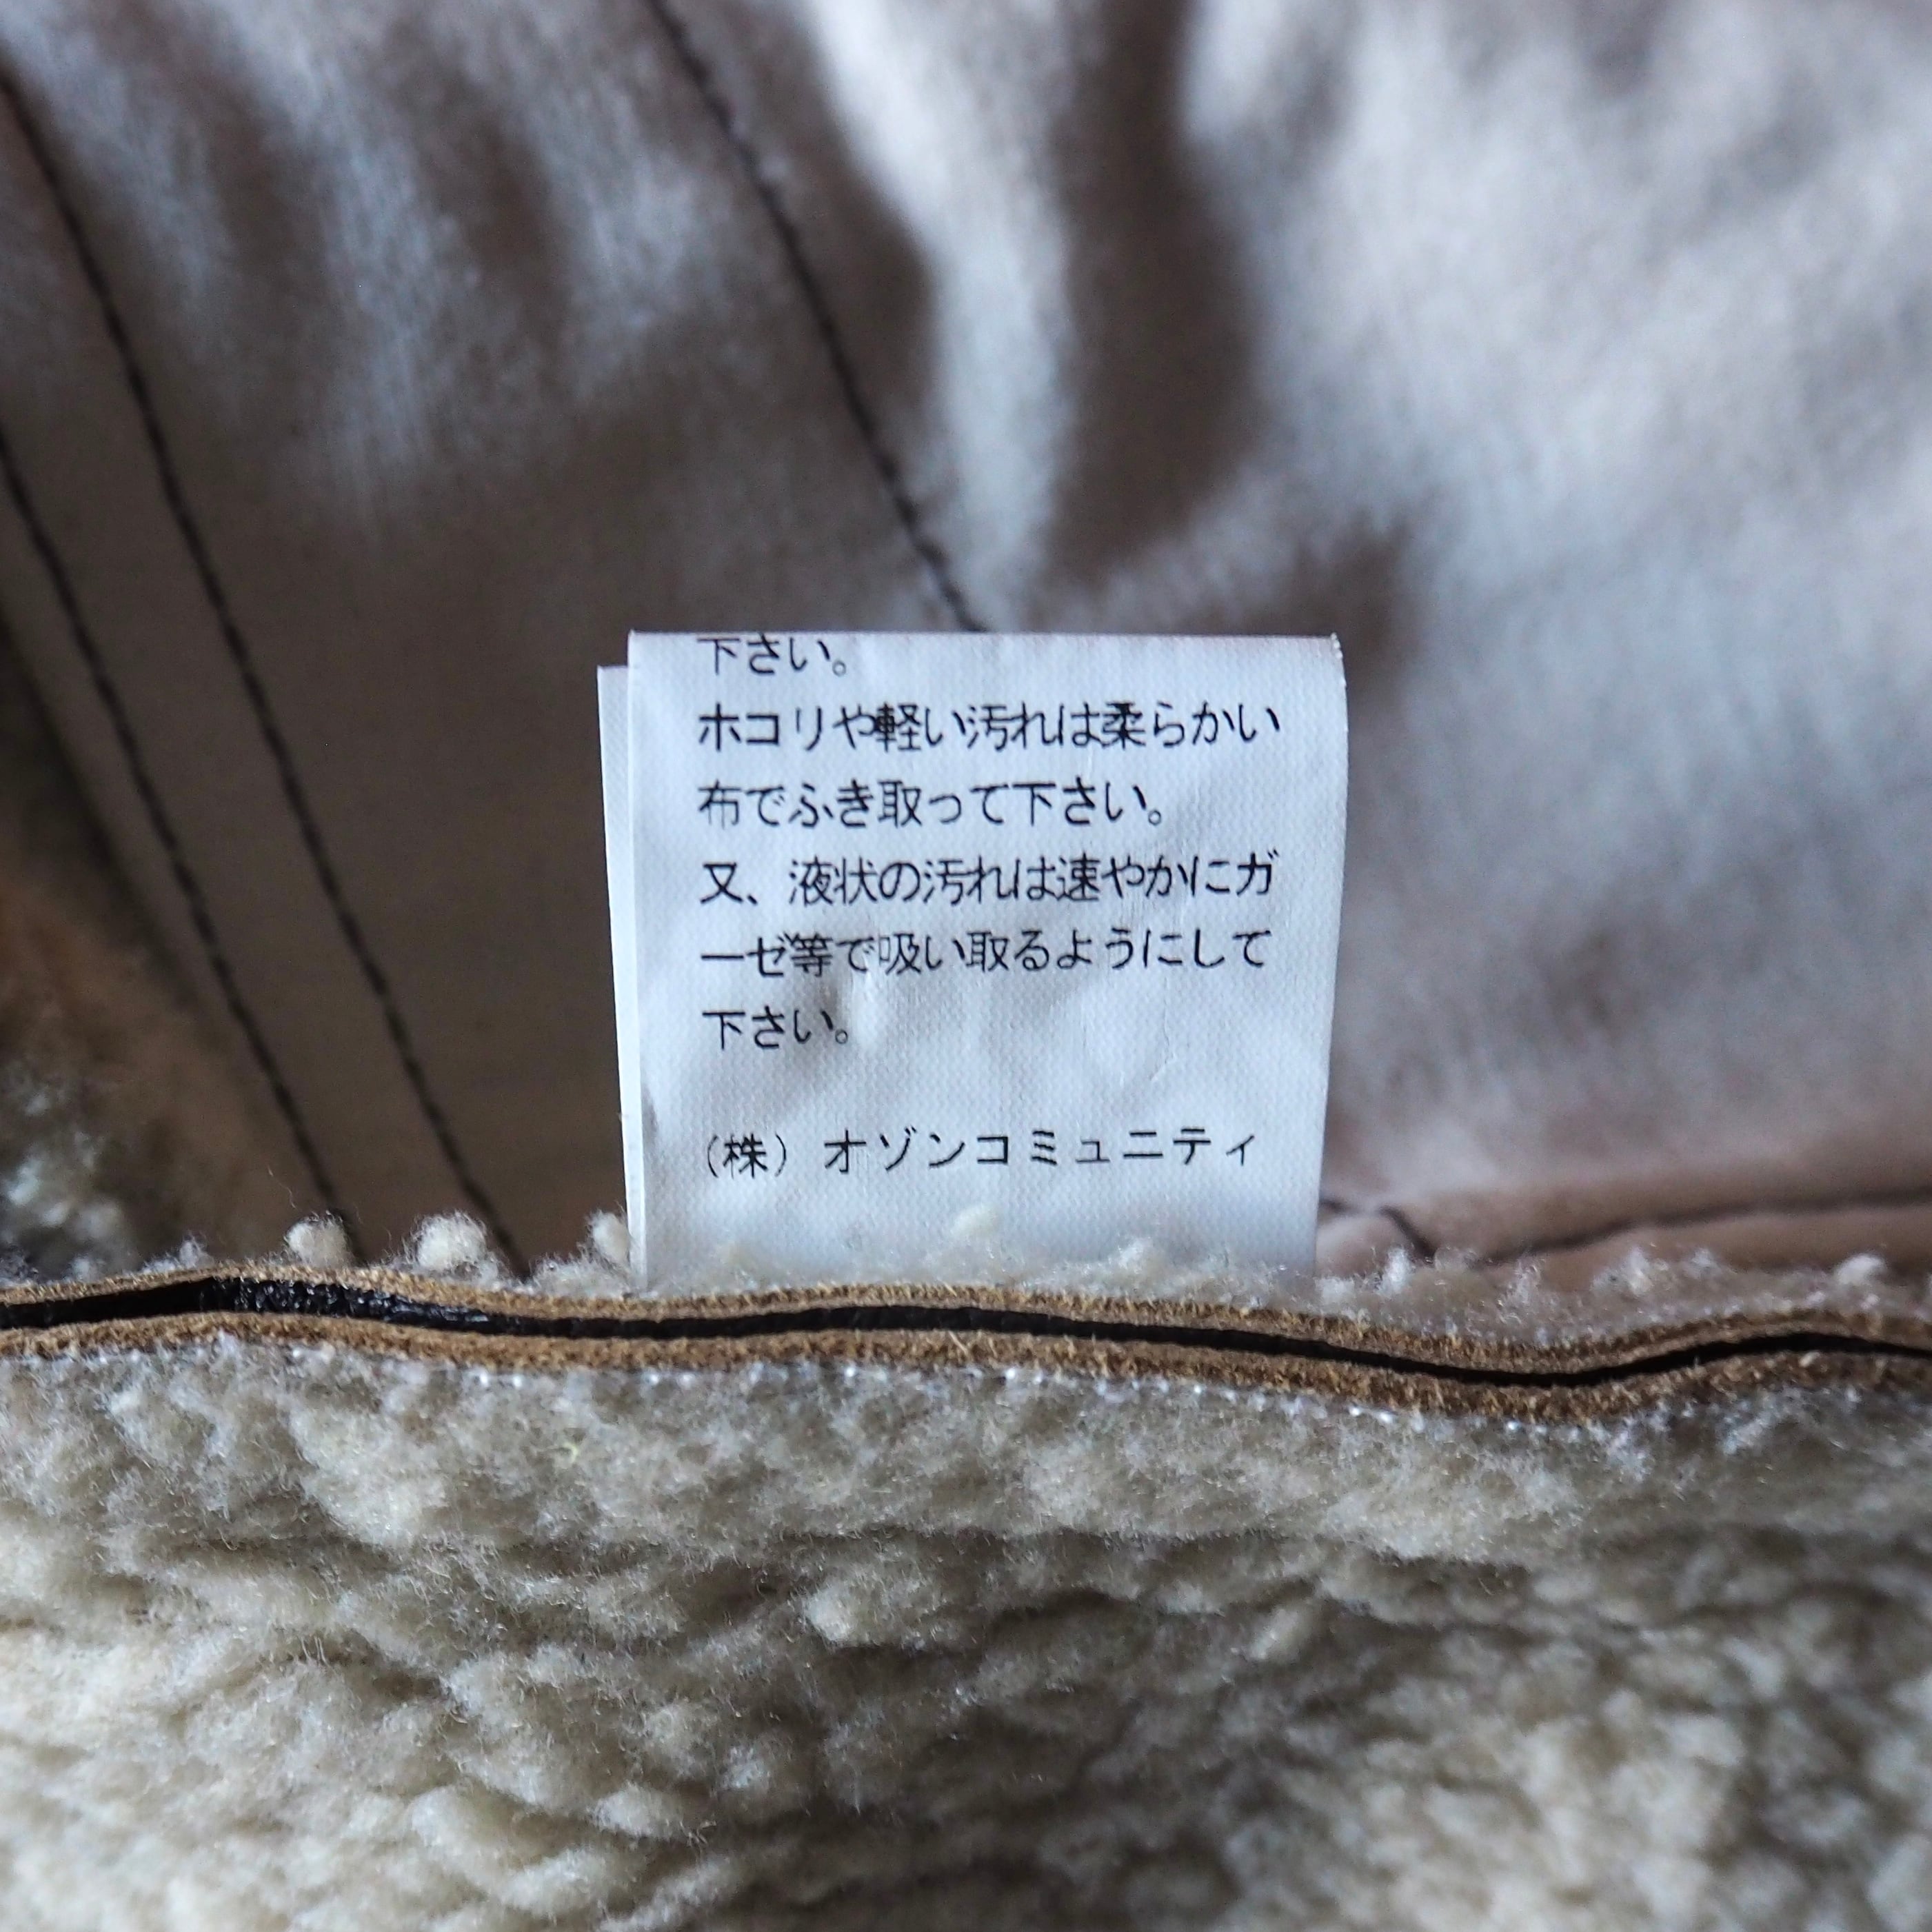 下さい。
ホコリや軽い汚れは柔らかい
布でふき取って下さい。
又、液状の汚れは速やかにガ
ーゼ等で吸い取るようにして
下さい。
(株) オゾンコミュニティ